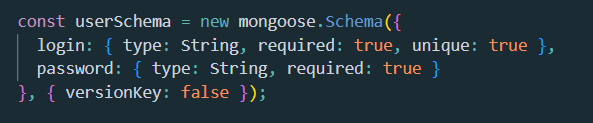 const userSchema = new mongoose.Schema({
  login: { type: String, required: true, unique: true },
  password: { type: String, required: true }
}, { versionKey: false });